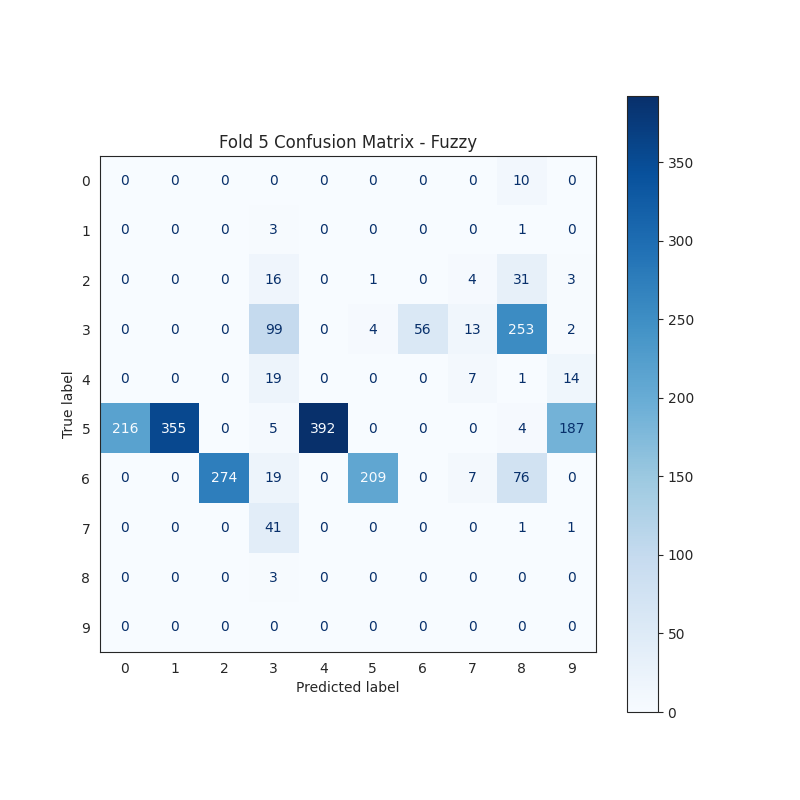 Fold 5 Confusion Matrix - Fuzzy
0 0 0 0 0 0 0 0 0 10 0
1 0 0 0 3 0 0 0 0 1 0
2 0 0 0 16 0 1 0 4 31 3
3 0 0 0 99 0 4 56 13 253 2
4 0 0 0 19 0 0 0 7 1 14
5 216 355 0 5 392 0 0 0 4 187
6 0 0 274 19 0 209 0 7 76 0
7 0 0 0 41 0 0 0 0 1 1
8 0 0 0 3 0 0 0 0 0 0
9 0 0 0 0 0 0 0 0 0 0
0 1 2 3 4 5 6 7 8 9
Predicted label
True label
350
300
250
200
150
100
50
0